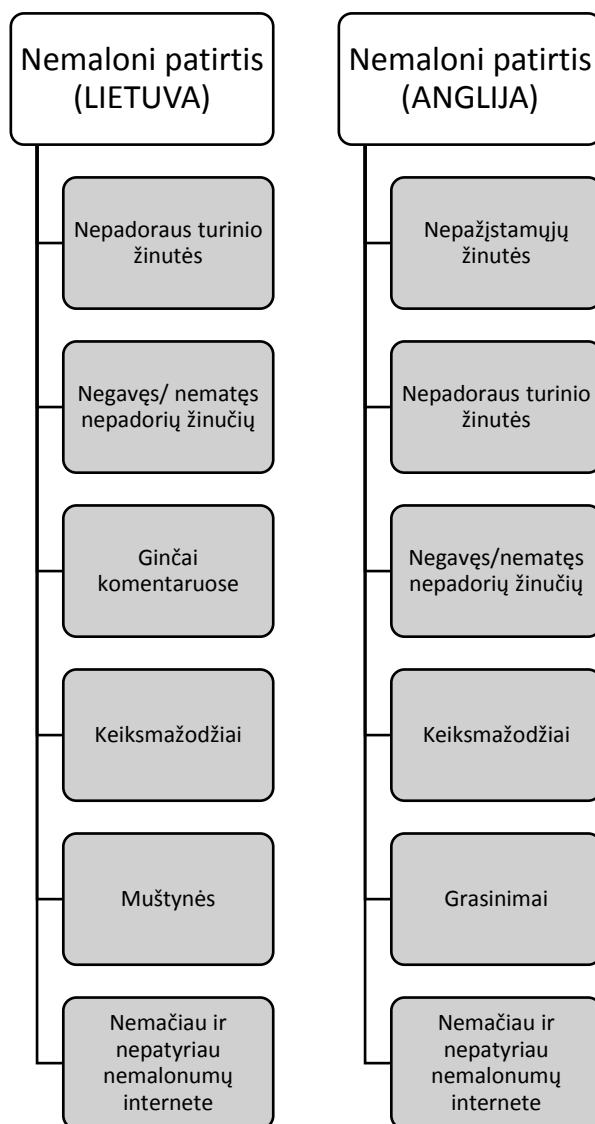 Nemaloni patirtis
(LIETUVA)
Nepadoraus turinio
žinutės
Negavęs/ nematęs
nepadorių žinučių
Ginčai
komentaruose
Keiksmažodžiai
Muštynės
Nemačiau ir
nepatyriau
nemalonumų
internete
Nemaloni patirtis
(ANGLIJA)
Nepažįstamųjų
žinutės
Nepadoraus turinio
žinutės
Negavęs/nematęs
nepadorių žinučių
Keiksmažodžiai
Grasinimai
Nemačiau ir
nepatyriau
nemalonumų
internete